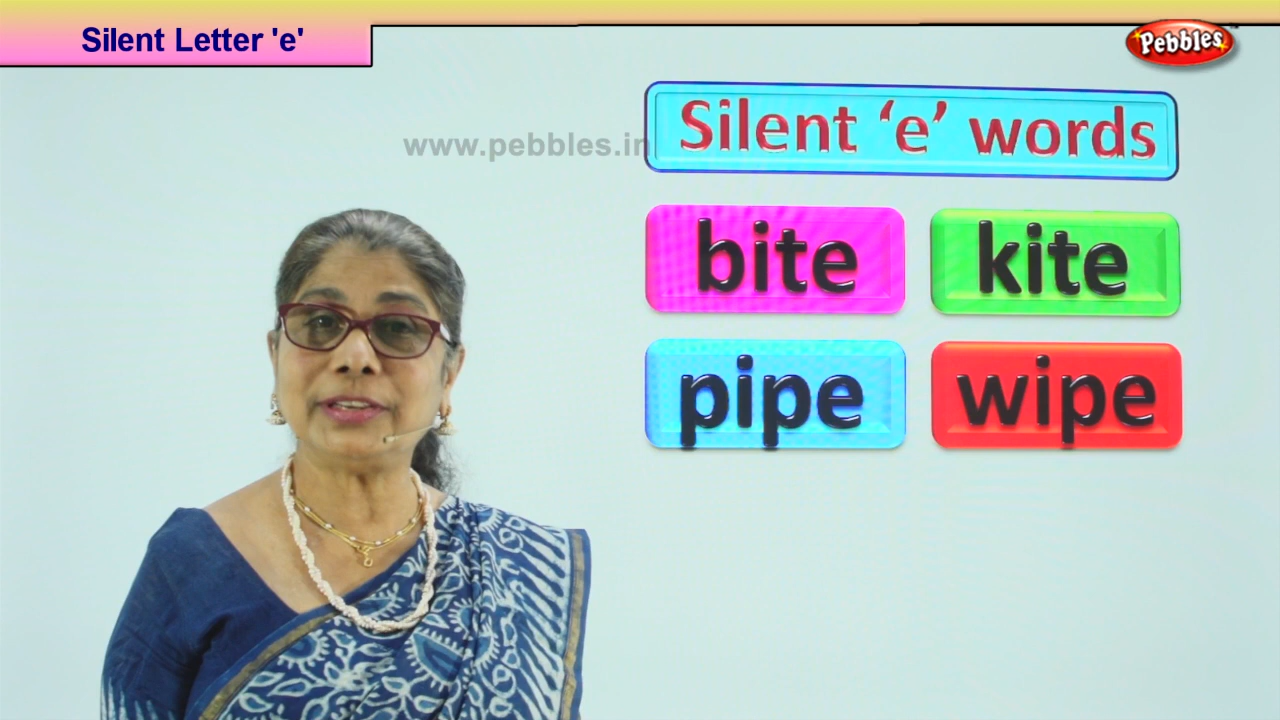 Silent Letter 'e'
Pebbles
www.pebbles.in
Silent ‘e’ words
bite
kite
pipe
wipe